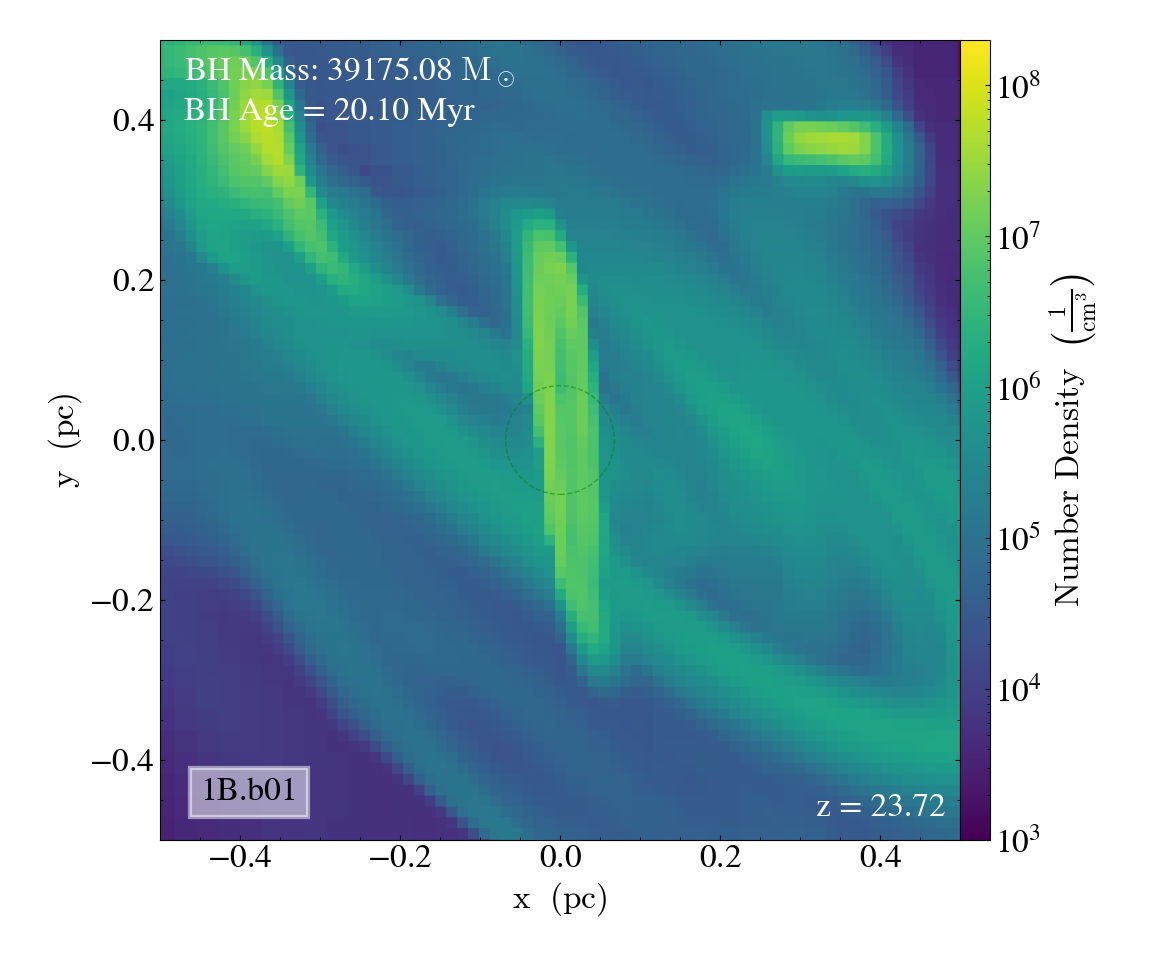 BH Mass: 39175.08 M⊙
BH Age = 20.10 Myr
0.4
0.2
0.0
−0.2
−0.4
y (pc)
1B.b01
z = 23.72
−0.4 −0.2 0.0 0.2 0.4
x (pc)
10^8
10^7
10^6
10^5
10^4
10^3
Number Density (1/cm^3)